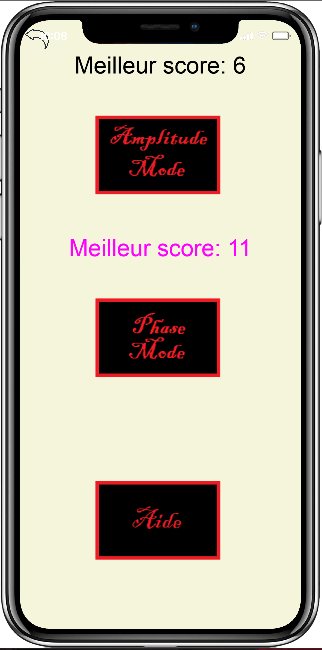 Meilleur score: 6
Amplitude
Mode
Meilleur score: 11
Phase
Mode
Aide